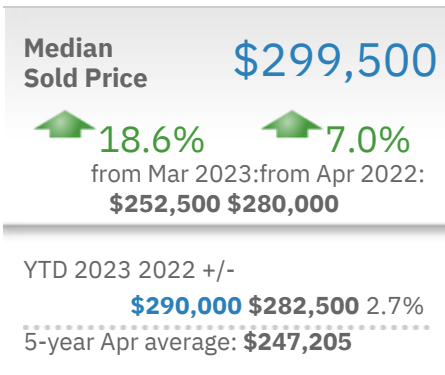 Median
Sold Price
$299,500
18.6% 7.0%
from Mar 2023:from Apr 2022:
$252,500 $280,000
YTD 2023 2022 +/-
$290,000 $282,500 2.7%
5-year Apr average: $247,205